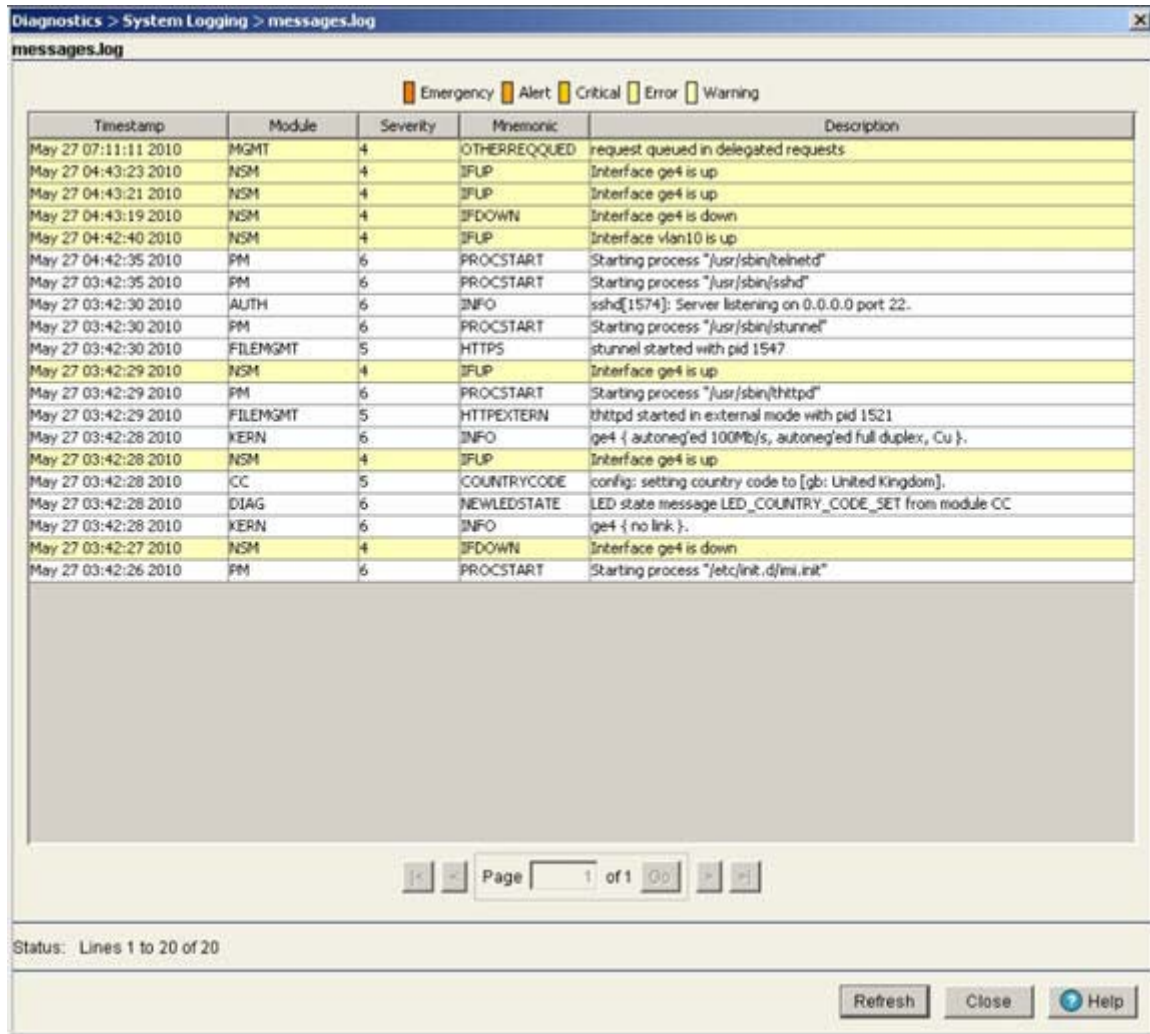 Diagnostics > System Logging > messages.log
messages.log
Emergency Alert Critical Error Warning
Timestamp Module Severity Mnemonic Description
May 27 07:11:11 2010 MGMT 4 OTHERREQQUED request queued in delegated requests
May 27 04:43:23 2010 NSM 4 IFUP Interface ge4 is up
May 27 04:43:21 2010 NSM 4 IFUP Interface ge4 is up
May 27 04:43:19 2010 NSM 4 IFDOWN Interface ge4 is down
May 27 04:42:40 2010 NSM 4 IFUP Interface vlan10 is up
May 27 04:42:35 2010 PM 6 PROCSTART Starting process "/usr/sbin/telnetd"
May 27 03:42:35 2010 PM 6 PROCSTART Starting process "/usr/sbin/sshd"
May 27 03:42:30 2010 AUTH 6 INFO sshd[1574]: Server listening on 0.0.0.0 port 22.
May 27 03:42:30 2010 PM 6 PROCSTART Starting process "/usr/sbin/stunnel"
May 27 03:42:30 2010 FILEMGMT 5 HTTPS stunnel started with pid 1547
May 27 03:42:29 2010 NSM 4 IFUP Interface ge4 is up
May 27 03:42:29 2010 PM 6 PROCSTART Starting process "/usr/sbin/thttpd"
May 27 03:42:29 2010 FILEMGMT 5 HTTPEXTERN thttpd started in external mode with pid 1521
May 27 03:42:28 2010 KERN 6 INFO ge4 { autoneg'ed 100Mb/s, autoneg'ed full duplex, Cu }.
May 27 03:42:28 2010 NSM 4 IFUP Interface ge4 is up
May 27 03:42:28 2010 CC 5 COUNTRYCODE config: setting country code to [gb: United Kingdom].
May 27 03:42:28 2010 DIAG 6 NEWLEDSTATE LED state message LED_COUNTRY_CODE_SET from module CC
May 27 03:42:28 2010 KERN 6 INFO ge4 { no link }.
May 27 03:42:27 2010 NSM 4 IFDOWN Interface ge4 is down
May 27 03:42:26 2010 PM 6 PROCSTART Starting process "/etc/init.d/imi.init"
|< < Page 1 of 1 Go > >|
Status: Lines 1 to 20 of 20
Refresh Close Help